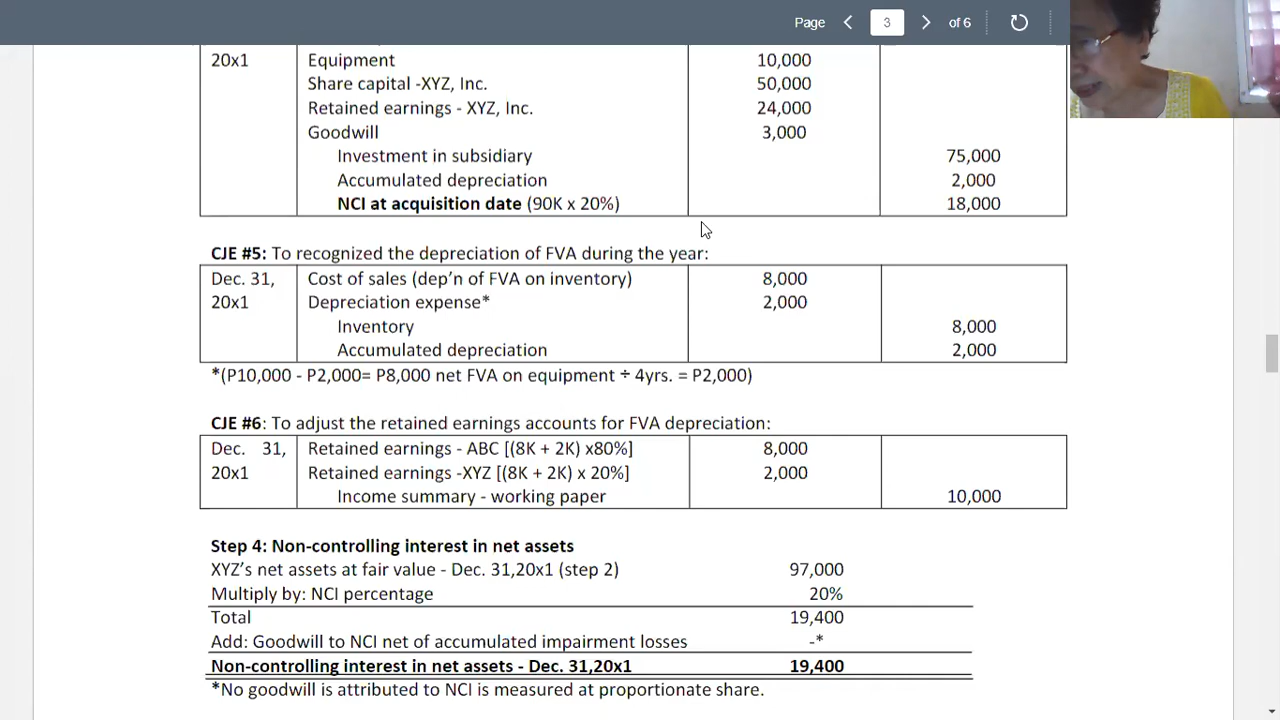 Page 3 of 6
20x1 Equipment 10,000
Share capital -XYZ, Inc. 50,000
Retained earnings - XYZ, Inc. 24,000
Goodwill 3,000
Investment in subsidiary 75,000
Accumulated depreciation 2,000
NCI at acquisition date (90K x 20%) 18,000
CJE #5: To recognized the depreciation of FVA during the year:
Dec. 31, Cost of sales (dep’n of FVA on inventory) 8,000
20x1 Depreciation expense* 2,000
Inventory 8,000
Accumulated depreciation 2,000
*(P10,000 - P2,000= P8,000 net FVA on equipment ÷ 4yrs. = P2,000)
CJE #6: To adjust the retained earnings accounts for FVA depreciation:
Dec. 31, Retained earnings - ABC [(8K + 2K) x80%] 8,000
20x1 Retained earnings -XYZ [(8K + 2K) x 20%] 2,000
Income summary - working paper 10,000
Step 4: Non-controlling interest in net assets
XYZ’s net assets at fair value - Dec. 31,20x1 (step 2) 97,000
Multiply by: NCI percentage 20%
Total 19,400
Add: Goodwill to NCI net of accumulated impairment losses -*
Non-controlling interest in net assets - Dec. 31,20x1 19,400
*No goodwill is attributed to NCI is measured at proportionate share.